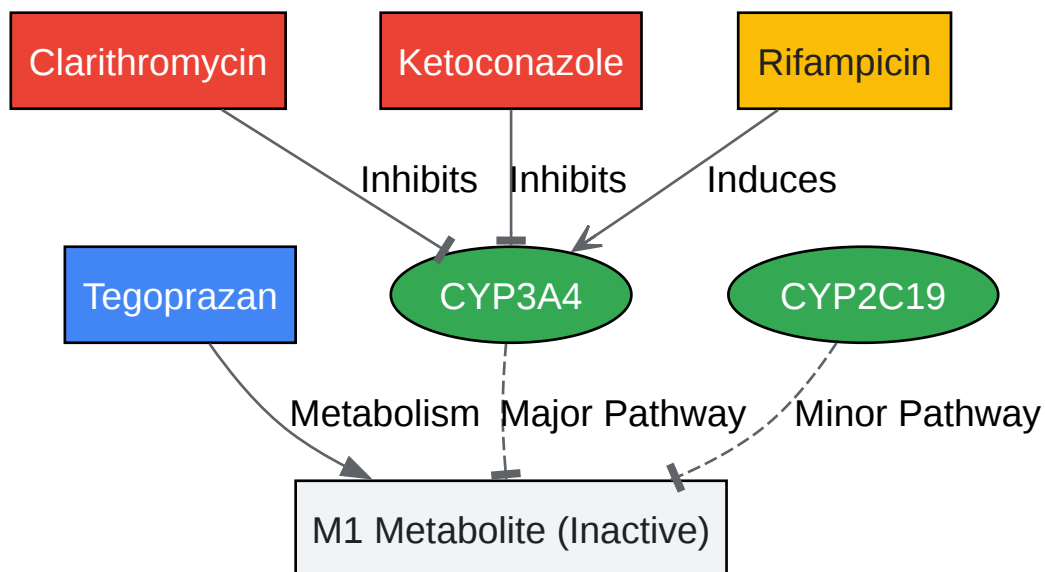 Clarithromycin
Ketoconazole
Rifampicin
Inhibits
Inhibits
Induces
Tegoprazan
CYP3A4
CYP2C19
Metabolism
Major Pathway
Minor Pathway
M1 Metabolite (Inactive)